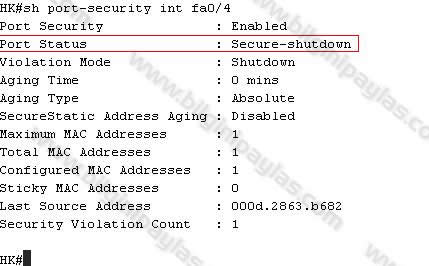 HK#sh port-security int fa0/4
Port Security : Enabled
Port Status : Secure-shutdown
Violation Mode : Shutdown
Aging Time : 0 mins
Aging Type : Absolute
SecureStatic Address Aging : Disabled
Maximum MAC Addresses : 1
Total MAC Addresses : 1
Configured MAC Addresses : 1
Sticky MAC Addresses : 0
Last Source Address : 000d.2863.b682
Security Violation Count : 1
HK#